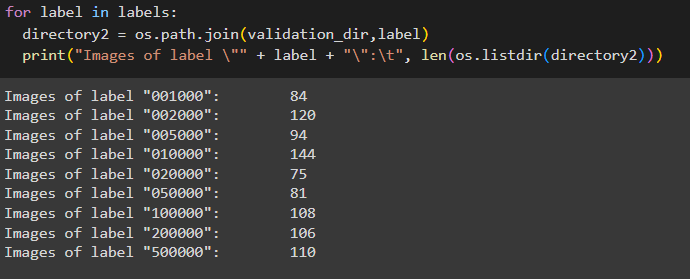 for label in labels:
  directory2 = os.path.join(validation_dir,label)
  print("Images of label \"" + label + "\":\t", len(os.listdir(directory2)))
Images of label "001000":	84
Images of label "002000":	120
Images of label "005000":	94
Images of label "010000":	144
Images of label "020000":	75
Images of label "050000":	81
Images of label "100000":	108
Images of label "200000":	106
Images of label "500000":	110